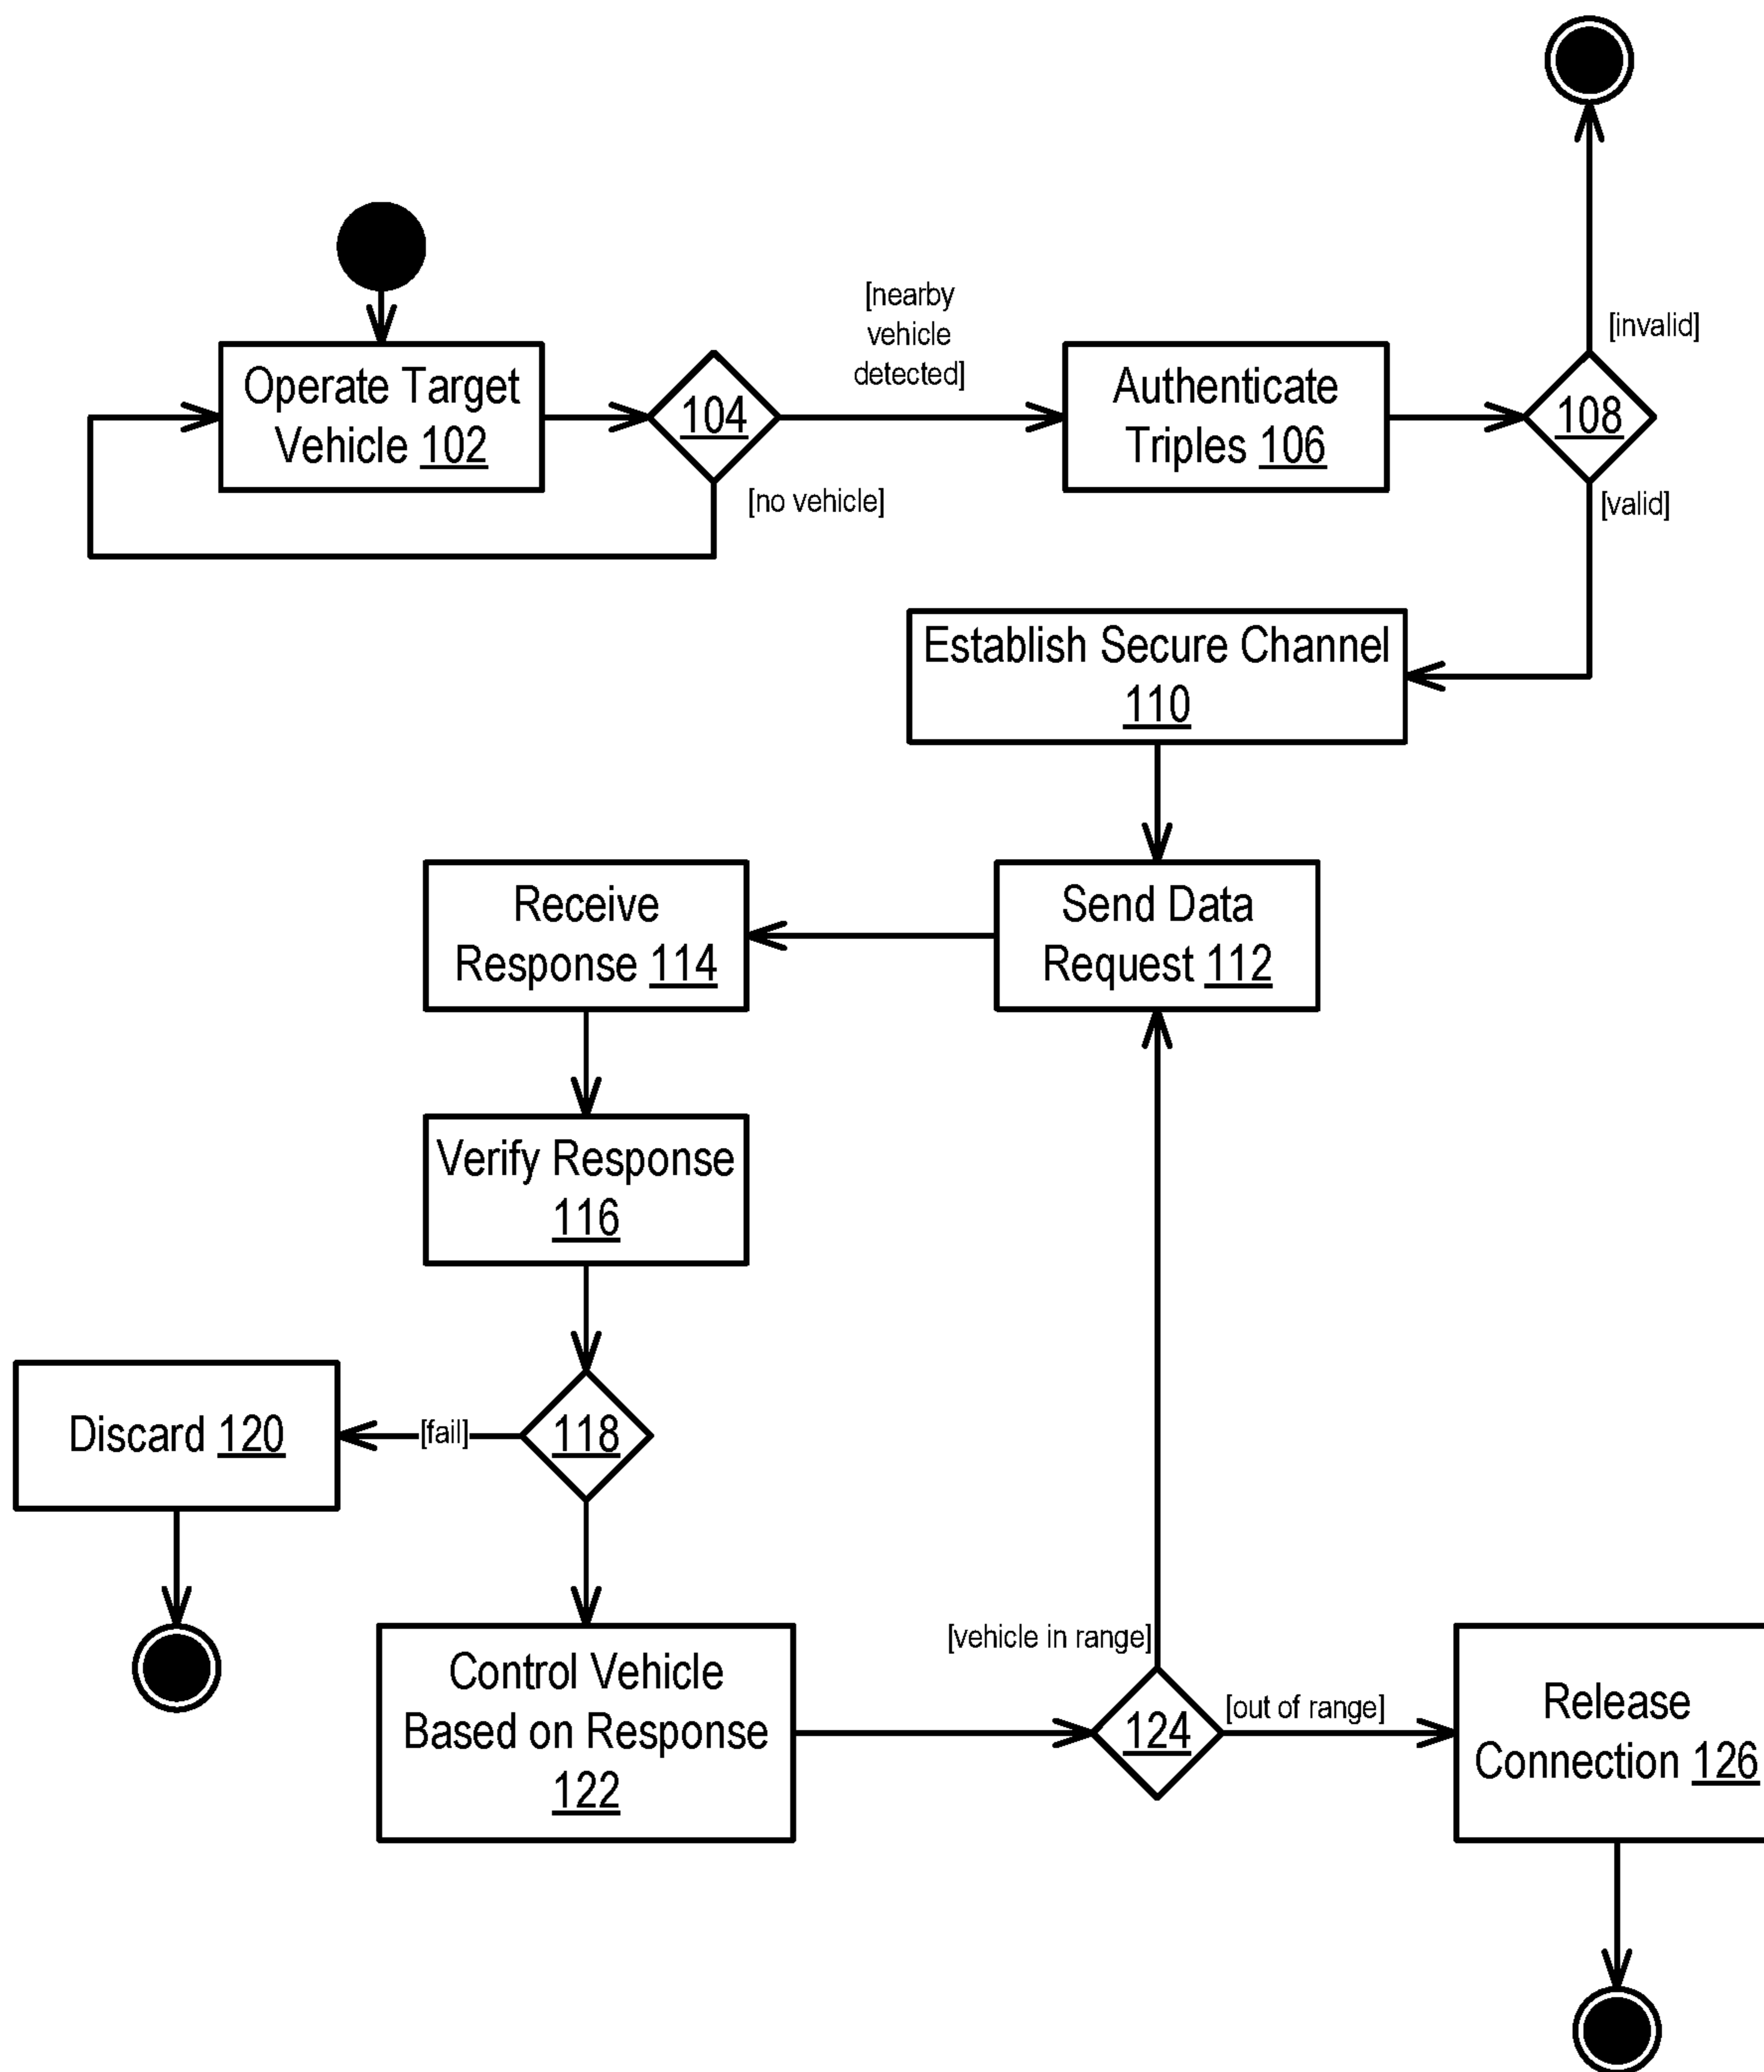 [nearby
vehicle
detected]
[invalid]
Operate Target
Vehicle 102
104
Authenticate
Triples 106
108
[no vehicle]
[valid]
Establish Secure Channel
110
Receive
Response 114
Send Data
Request 112
Verify Response
116
Discard 120
[fail]
118
Control Vehicle
Based on Response
122
[vehicle in range]
124
[out of range]
Release
Connection 126